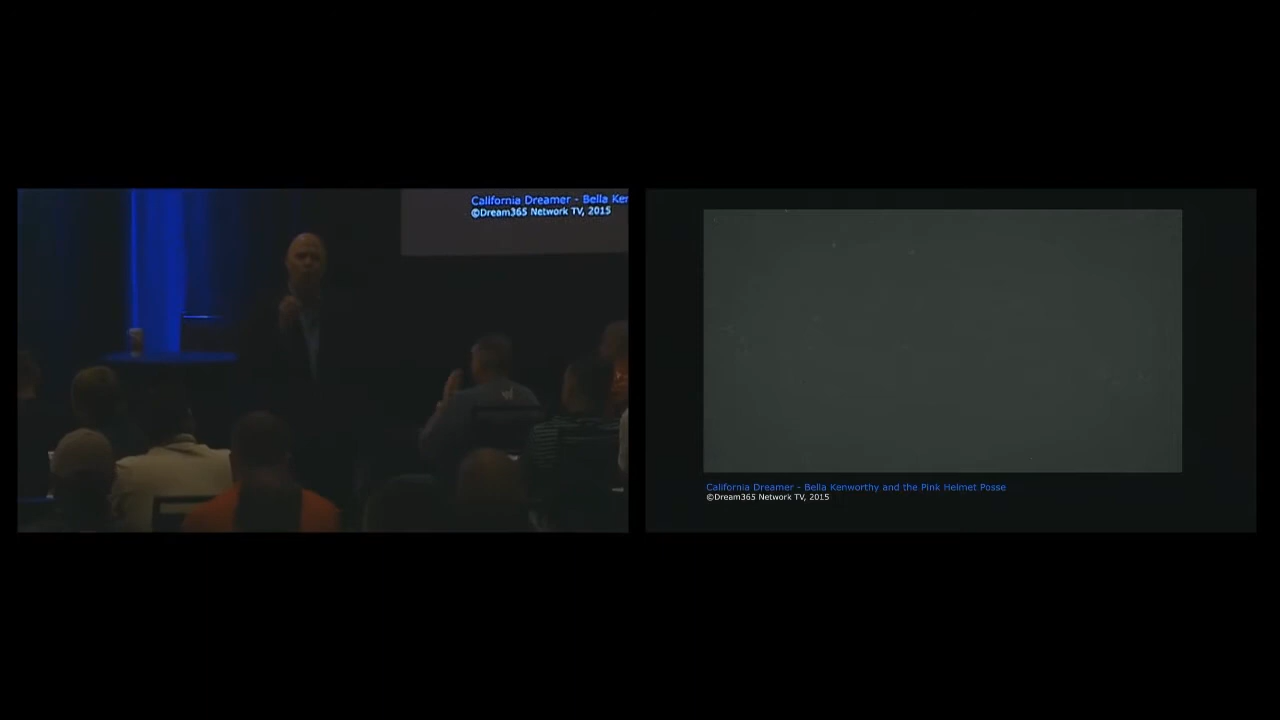 California Dreamer - Bella Ken
©Dream365 Network TV, 2015
California Dreamer - Bella Kenworthy and the Pink Helmet Posse
©Dream365 Network TV, 2015